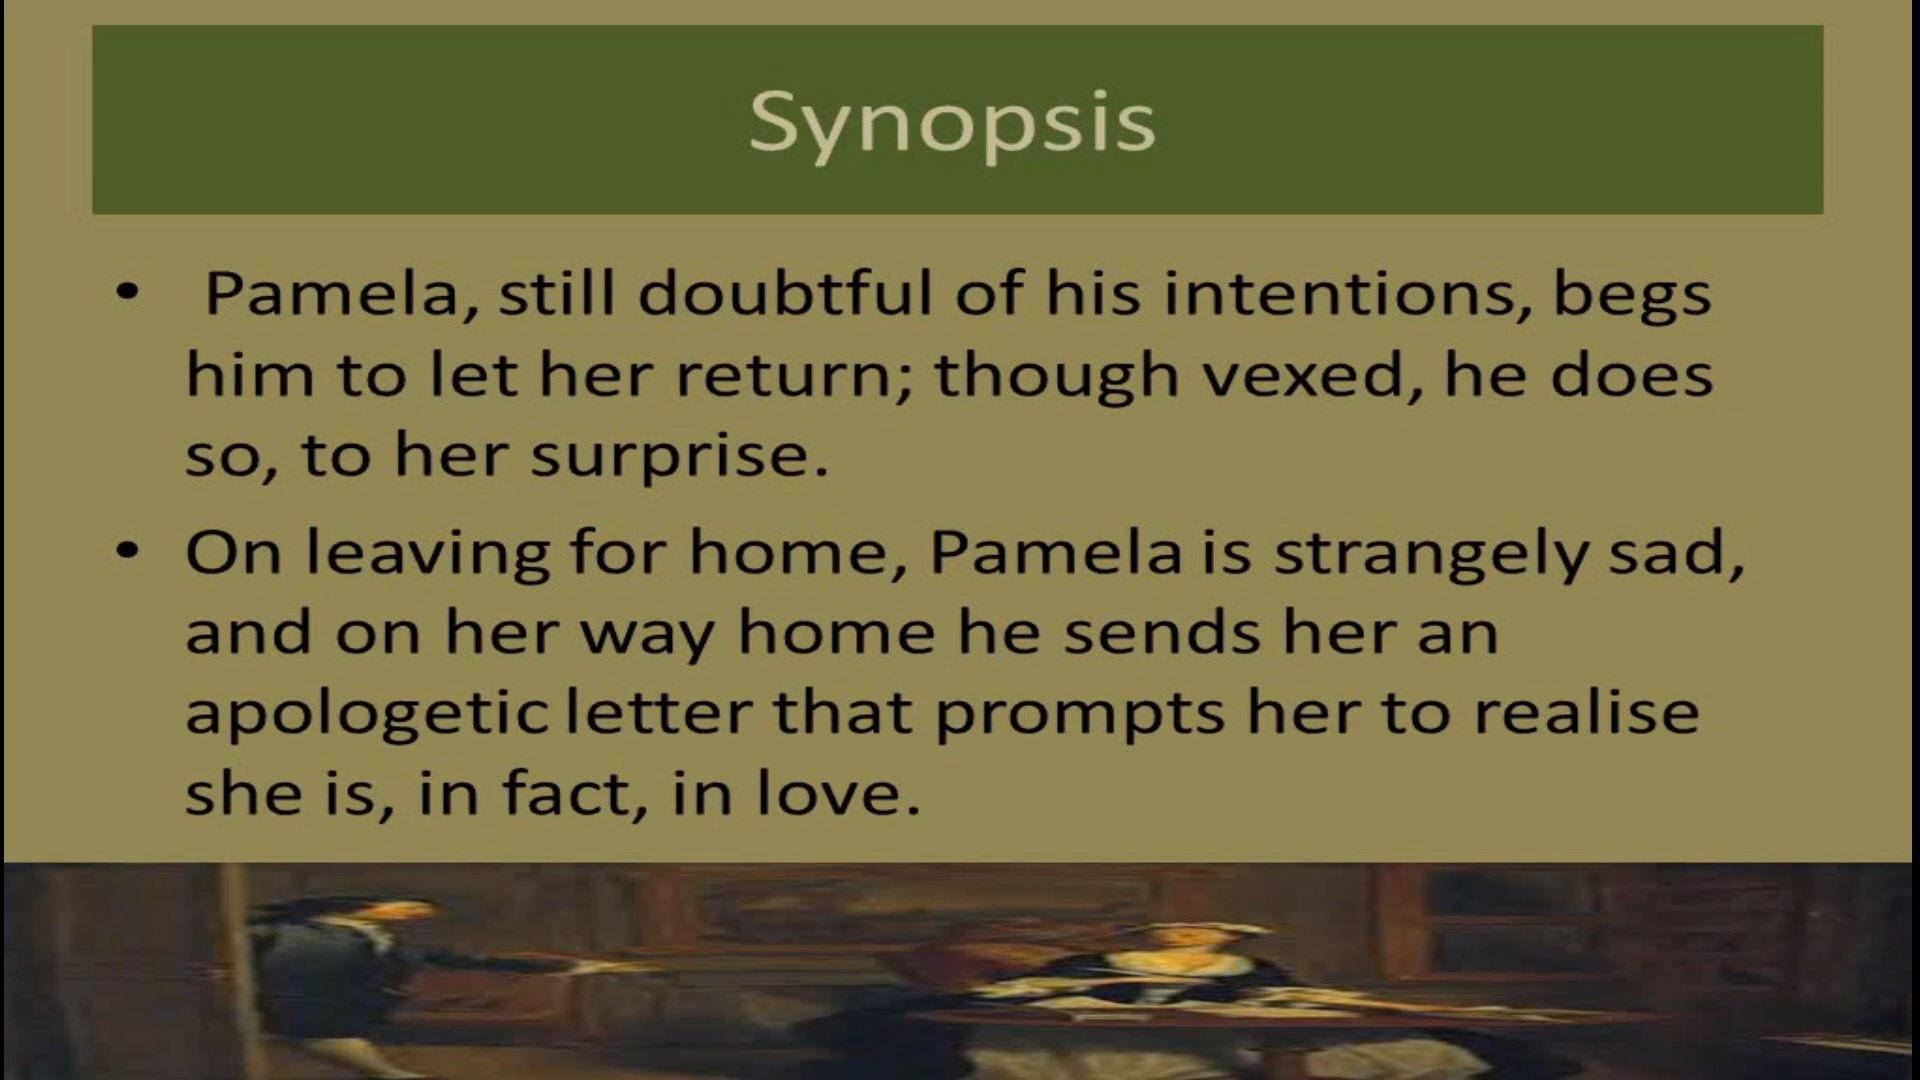 Synopsis
• Pamela, still doubtful of his intentions, begs
him to let her return; though vexed, he does
so, to her surprise.
• On leaving for home, Pamela is strangely sad,
and on her way home he sends her an
apologetic letter that prompts her to realise
she is, in fact, in love.